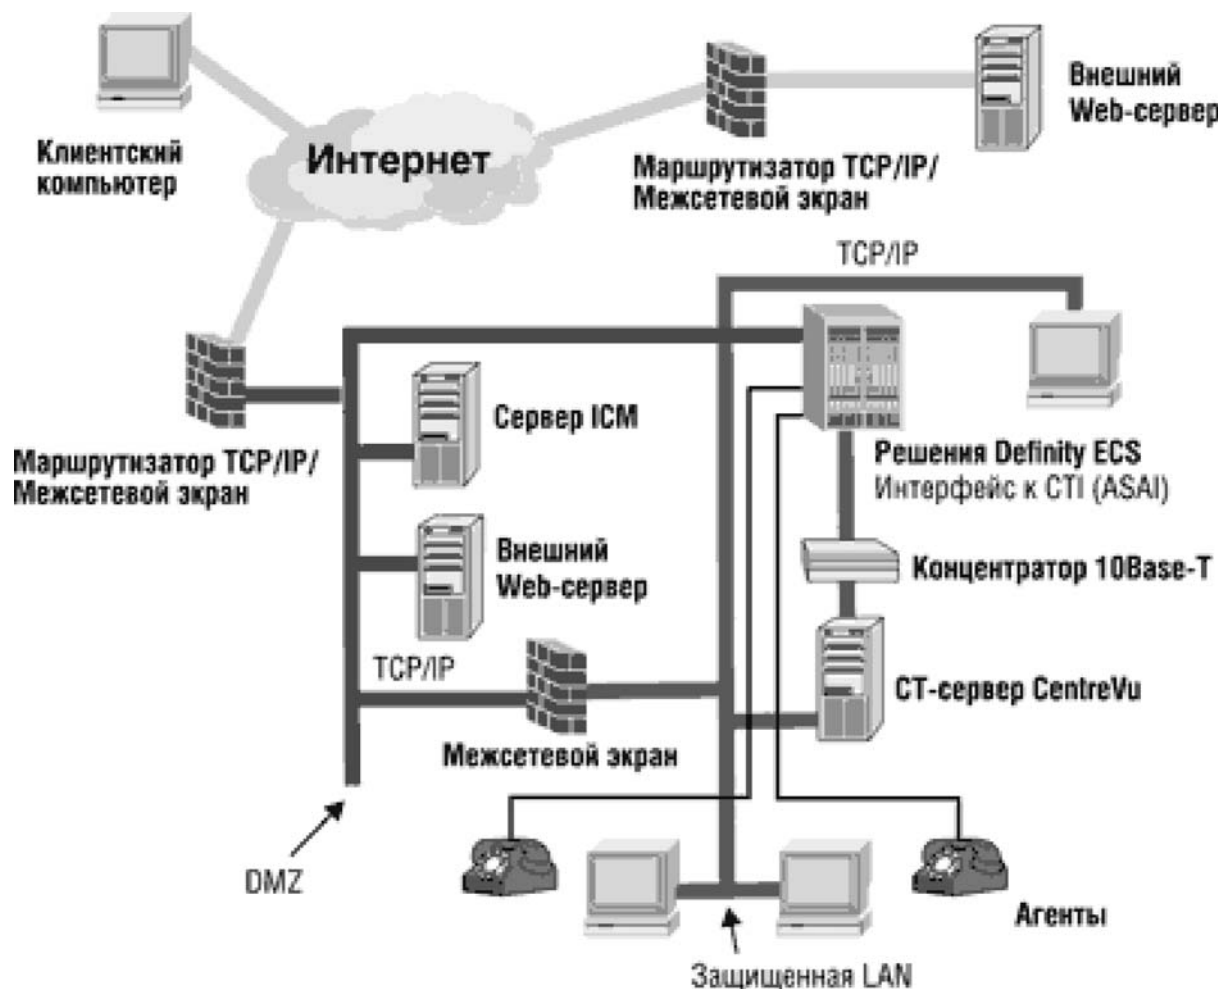 Клиентский
компьютер
Интернет
Маршрутизатор TCP/IP/
Межсетевой экран
Внешний
Web-сервер
TCP/IP
Маршрутизатор TCP/IP/
Межсетевой экран
Сервер ICM
Решения Definity ECS
Интерфейс к CTI (ASAI)
Внешний
Web-сервер
Концентратор 10Base-T
TCP/IP
СТ-сервер CentreVu
Межсетевой экран
DMZ
Агенты
Защищенная LAN